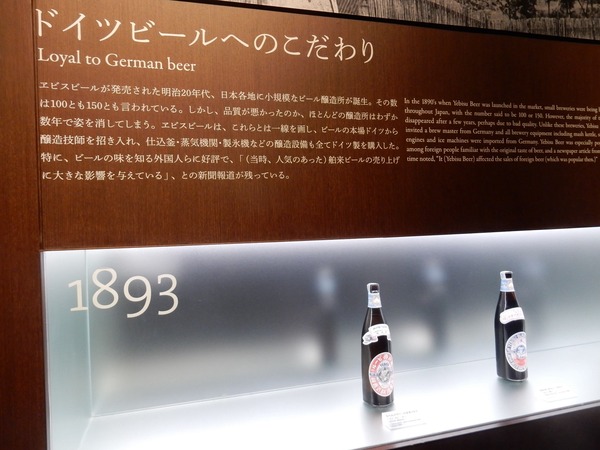 ドイツビールへのこだわり
Loyal to German beer
ヱビスビールが発売された明治20年代、日本各地に小規模なビール醸造所が誕生。その数
は100とも150とも言われている。しかし、品質が悪かったのか、ほとんどの醸造所はわずか
数年で姿を消してしまう。ヱビスビールは、これらとは一線を画し、ビールの本場ドイツから
醸造技師を招き入れ、仕込釜・蒸気機関・製氷機などの醸造設備も全てドイツ製を購入した。
特に、ビールの味を知る外国人らに好評で、「（当時、人気のあった）舶来ビールの売り上げ
に大きな影響を与えている」、との新聞報道が残っている。
In the 1890's when Yebisu Beer was launched in the market, small breweries were being
throughout Japan, with the number said to be 100 or 150. However, the majority of
disappeared after a few years, perhaps due to bad quality. Unlike these breweries, Yebisu
invited a brew master from Germany and all brewery equipment including mash kettle,
engines and ice machines were imported from Germany. Yebisu Beer was especially
among foreign people familiar with the original taste of beer, and a newspaper article from
time noted, "It (Yebisu Beer) affected the sales of foreign beer (which was popular then.)"
1893